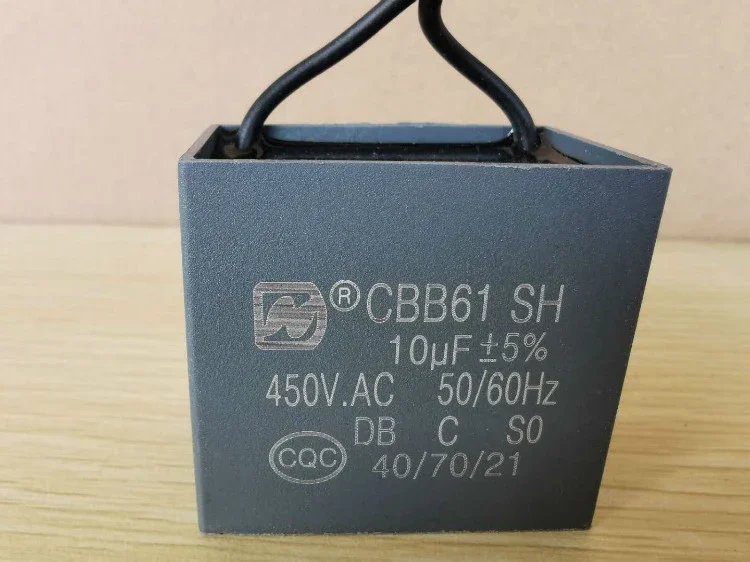 ® CBB61 SH
10µF ±5%
450V.AC 50/60Hz
DB C S0
CQC 40/70/21